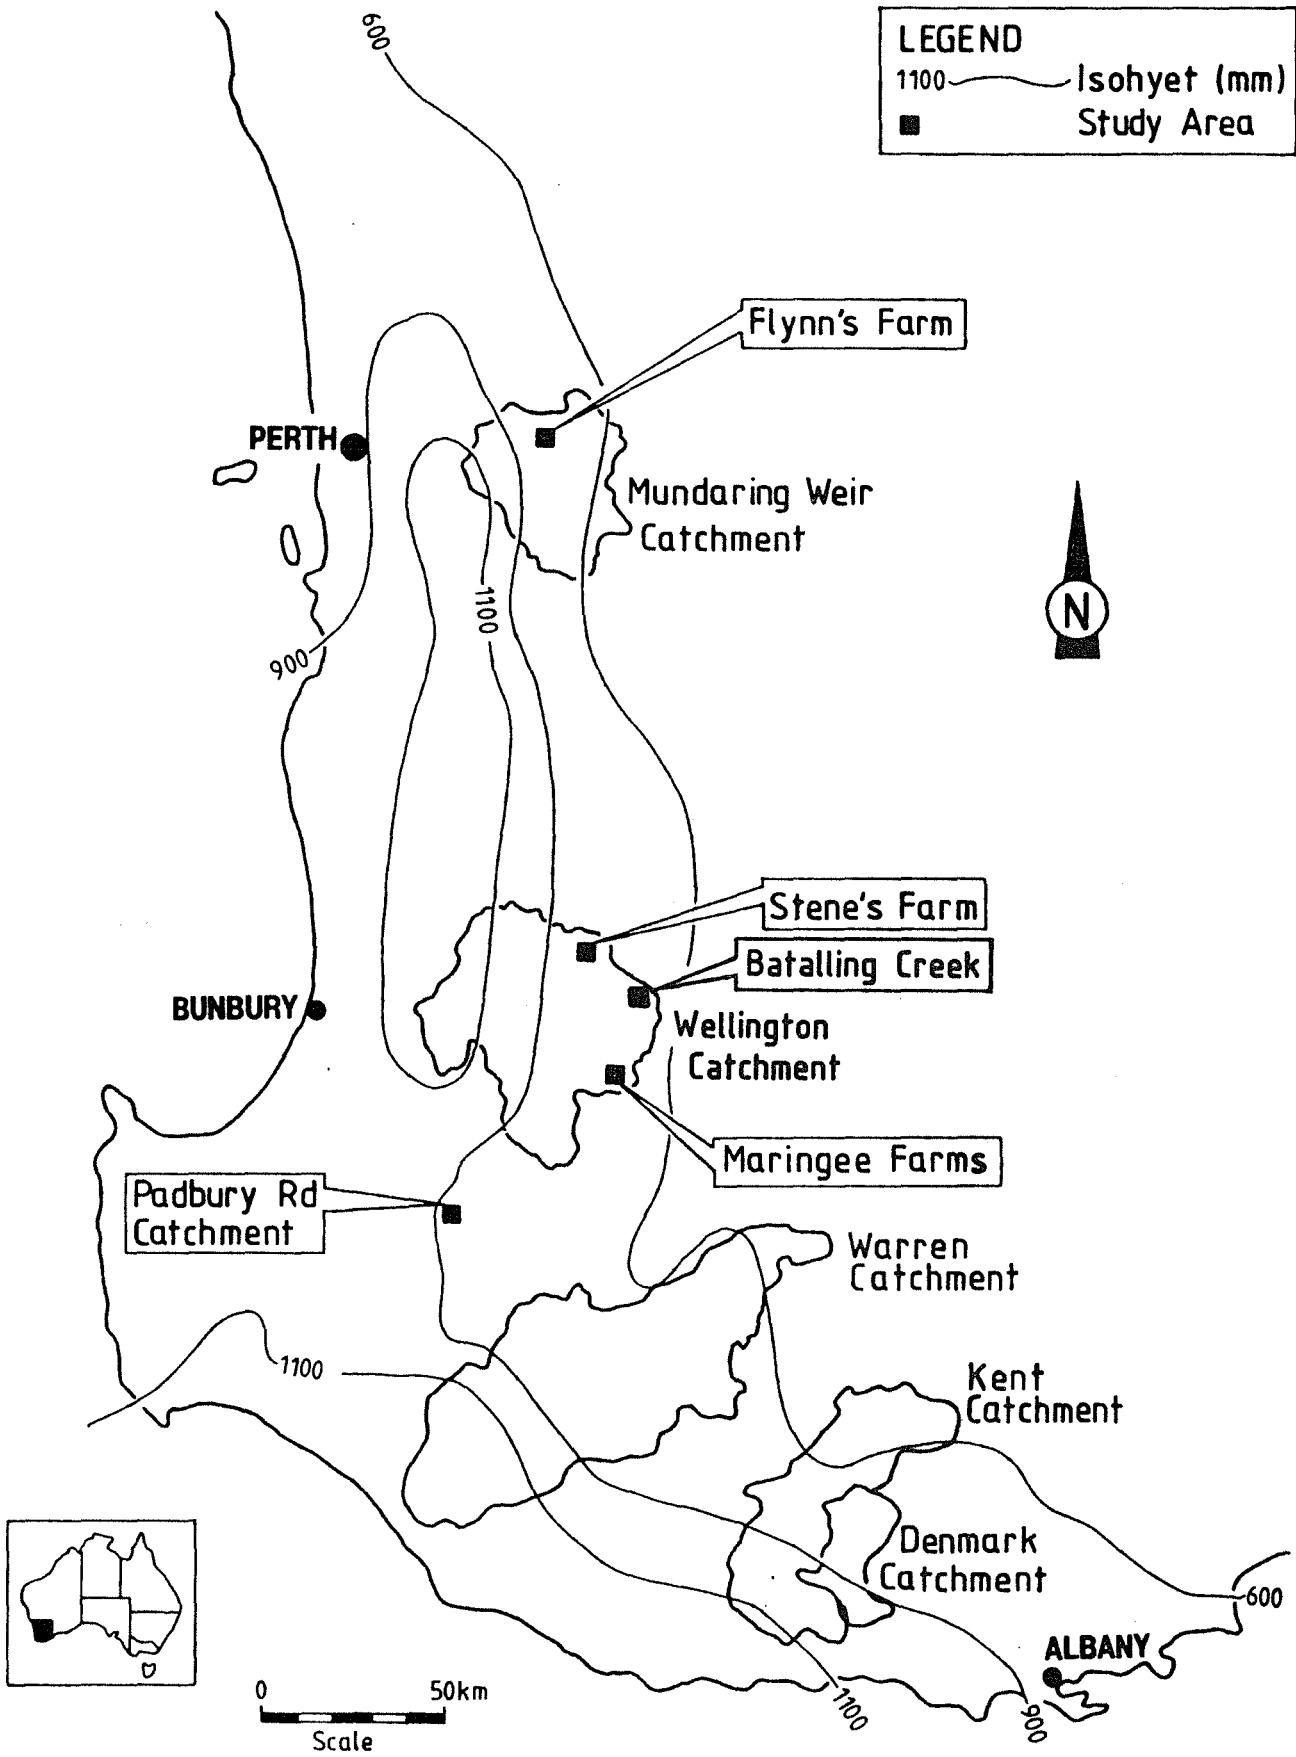 600
LEGEND
1100 Isohyet (mm)
Study Area
Flynn's Farm
PERTH
Mundaring Weir
Catchment
1100
N
900
Stene's Farm
Batalling Creek
BUNBURY
Wellington
Catchment
Maringee Farms
Padbury Rd
Catchment
Warren
Catchment
1100
Kent
Catchment
Denmark
Catchment
600
ALBANY
0 50km
Scale
1100
900